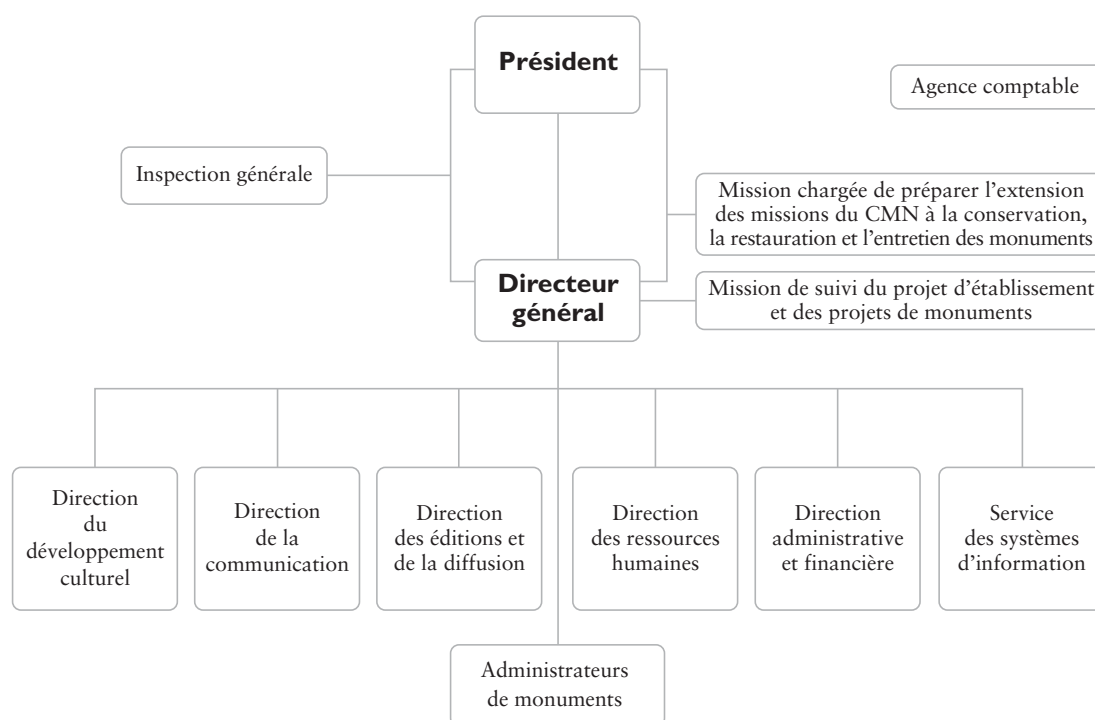 Président
Agence comptable
Inspection générale
Mission chargée de préparer l’extension
des missions du CMN à la conservation,
la restauration et l’entretien des monuments
Directeur
général
Mission de suivi du projet d’établissement
et des projets de monuments
Direction
du
développement
culturel
Direction
de la
communication
Direction
des éditions et
de la diffusion
Direction
des ressources
humaines
Direction
administrative
et financière
Service
des systèmes
d’information
Administrateurs
de monuments